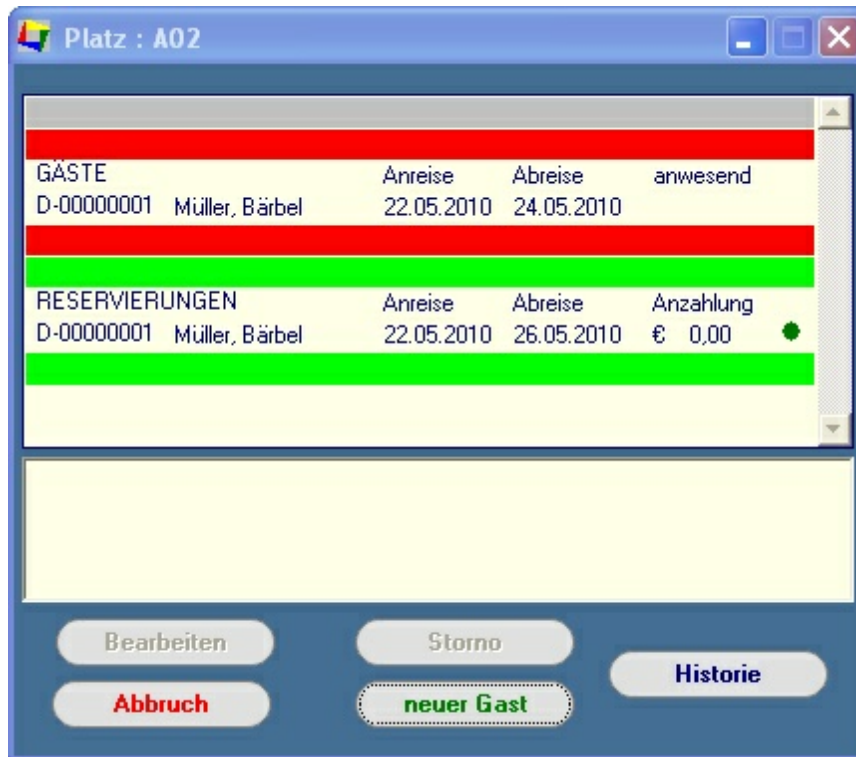 Platz : A02
GÄSTE Anreise Abreise anwesend
D-00000001 Müller, Bärbel 22.05.2010 24.05.2010
RESERVIERUNGEN Anreise Abreise Anzahlung
D-00000001 Müller, Bärbel 22.05.2010 26.05.2010 € 0,00
Bearbeiten Storno
Historie
Abbruch neuer Gast